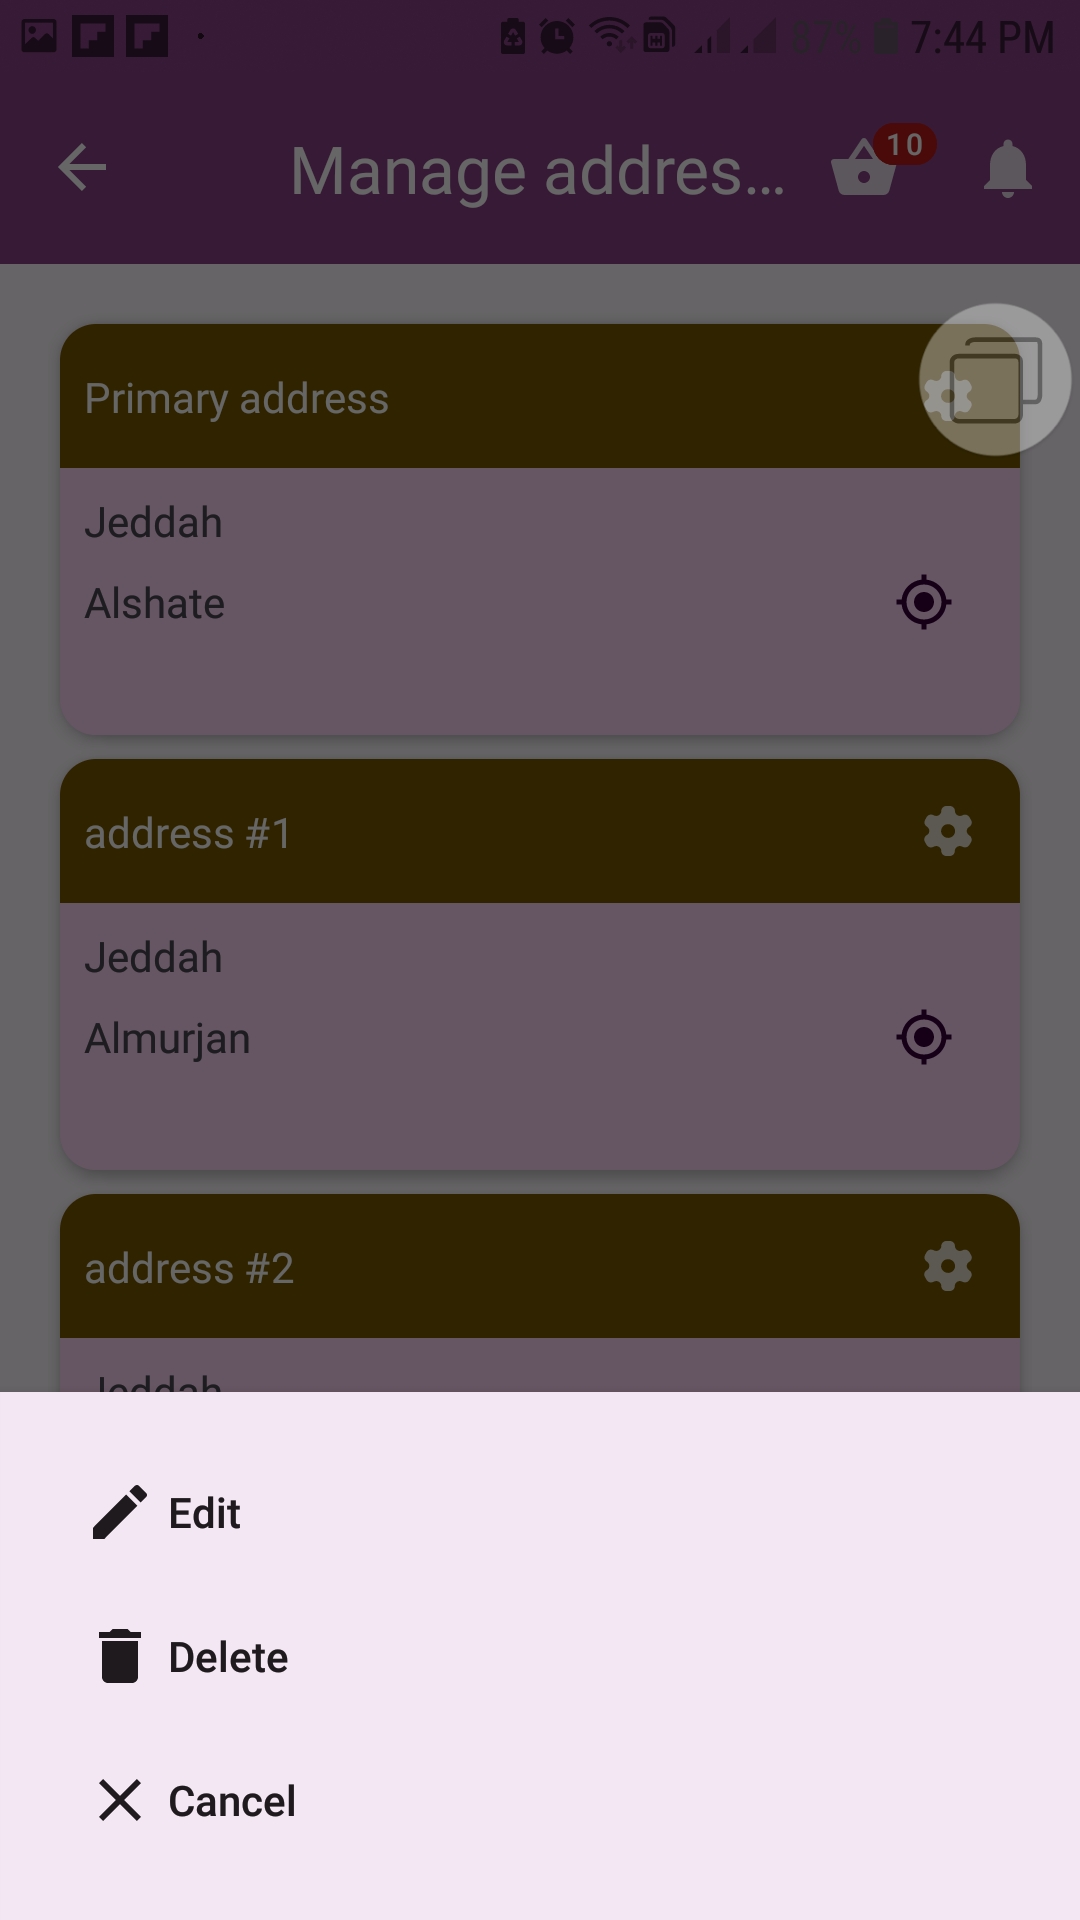 87% 7:44 PM
Manage addres... 10
Primary address
Jeddah
Alshate
address #1
Jeddah
Almurjan
address #2
Jeddah
Edit
Delete
Cancel